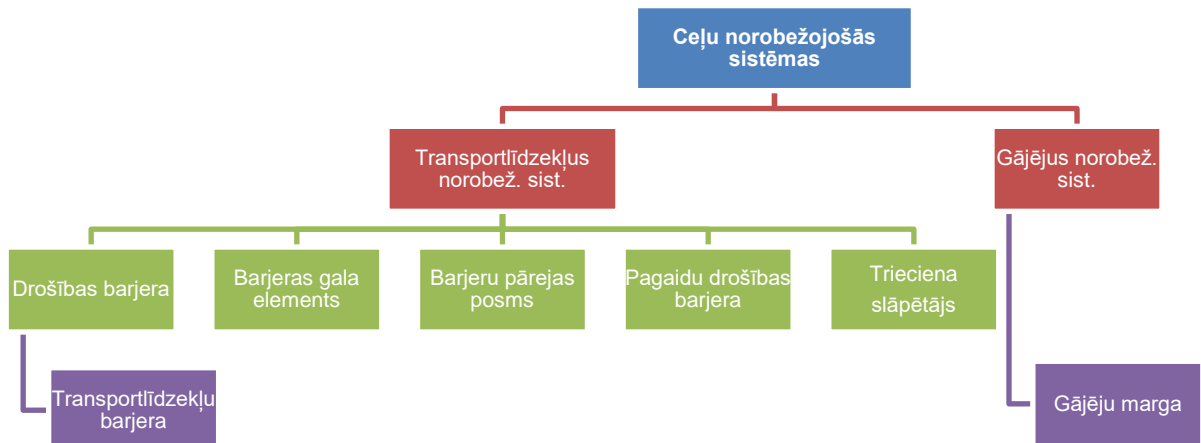 Ceļu norobežojošās
sistēmas
Transportlīdzekļus
norobež. sist.
Gājējus norobež.
sist.
Drošības barjera
Barjeras gala
elements
Barjeru pārejas
posms
Pagaidu drošības
barjera
Trieciena
slāpētājs
Transportlīdzekļu
barjera
Gājēju marga